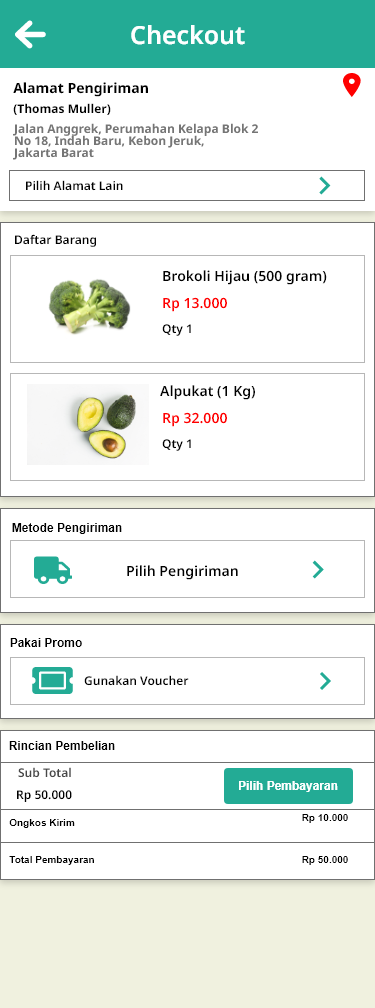 Checkout
Alamat Pengiriman
(Thomas Muller)
Jalan Anggrek, Perumahan Kelapa Blok 2
No 18, Indah Baru, Kebon Jeruk,
Jakarta Barat
Pilih Alamat Lain
Daftar Barang
Brokoli Hijau (500 gram)
Rp 13.000
Qty 1
Alpukat (1 Kg)
Rp 32.000
Qty 1
Metode Pengiriman
Pilih Pengiriman
Pakai Promo
Gunakan Voucher
Rincian Pembelian
Sub Total
Rp 50.000
Pilih Pembayaran
Ongkos Kirim
Rp 10.000
Total Pembayaran
Rp 50.000